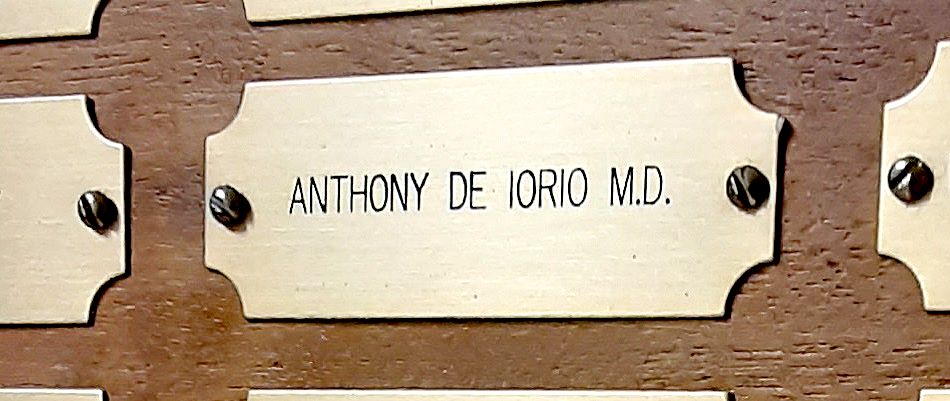 ANTHONY DE IORIO M.D.